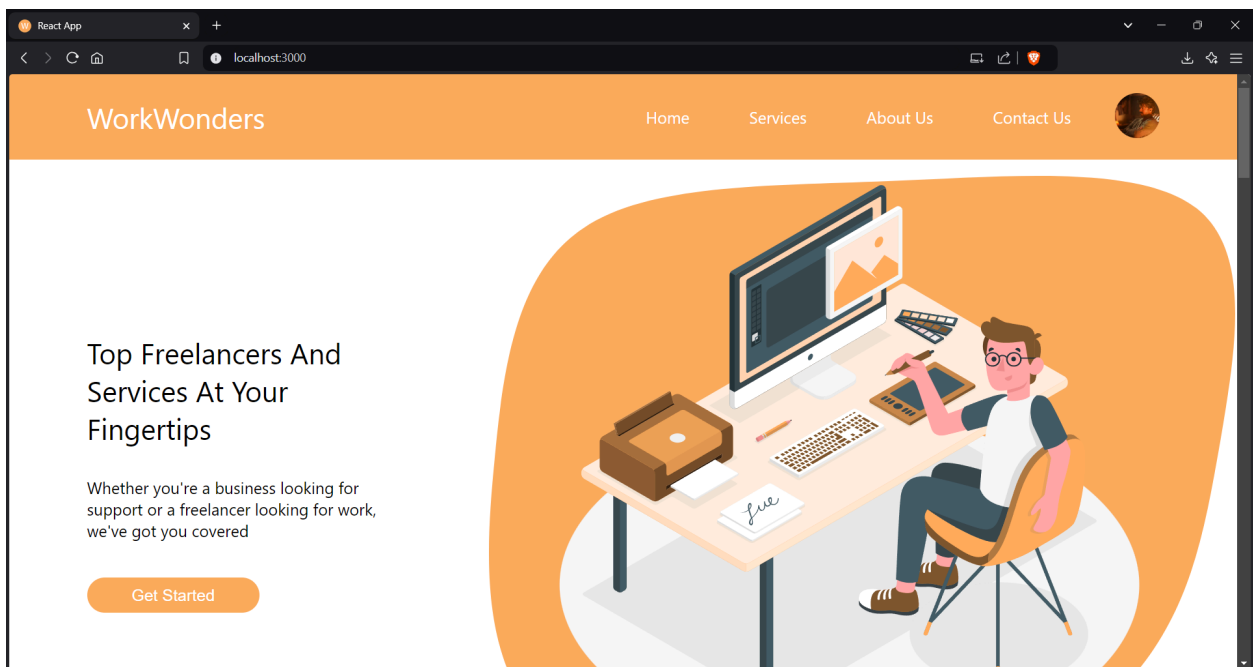 React App
localhost:3000
WorkWonders
Home Services About Us Contact Us
Top Freelancers And
Services At Your
Fingertips
Whether you're a business looking for
support or a freelancer looking for work,
we've got you covered
Get Started